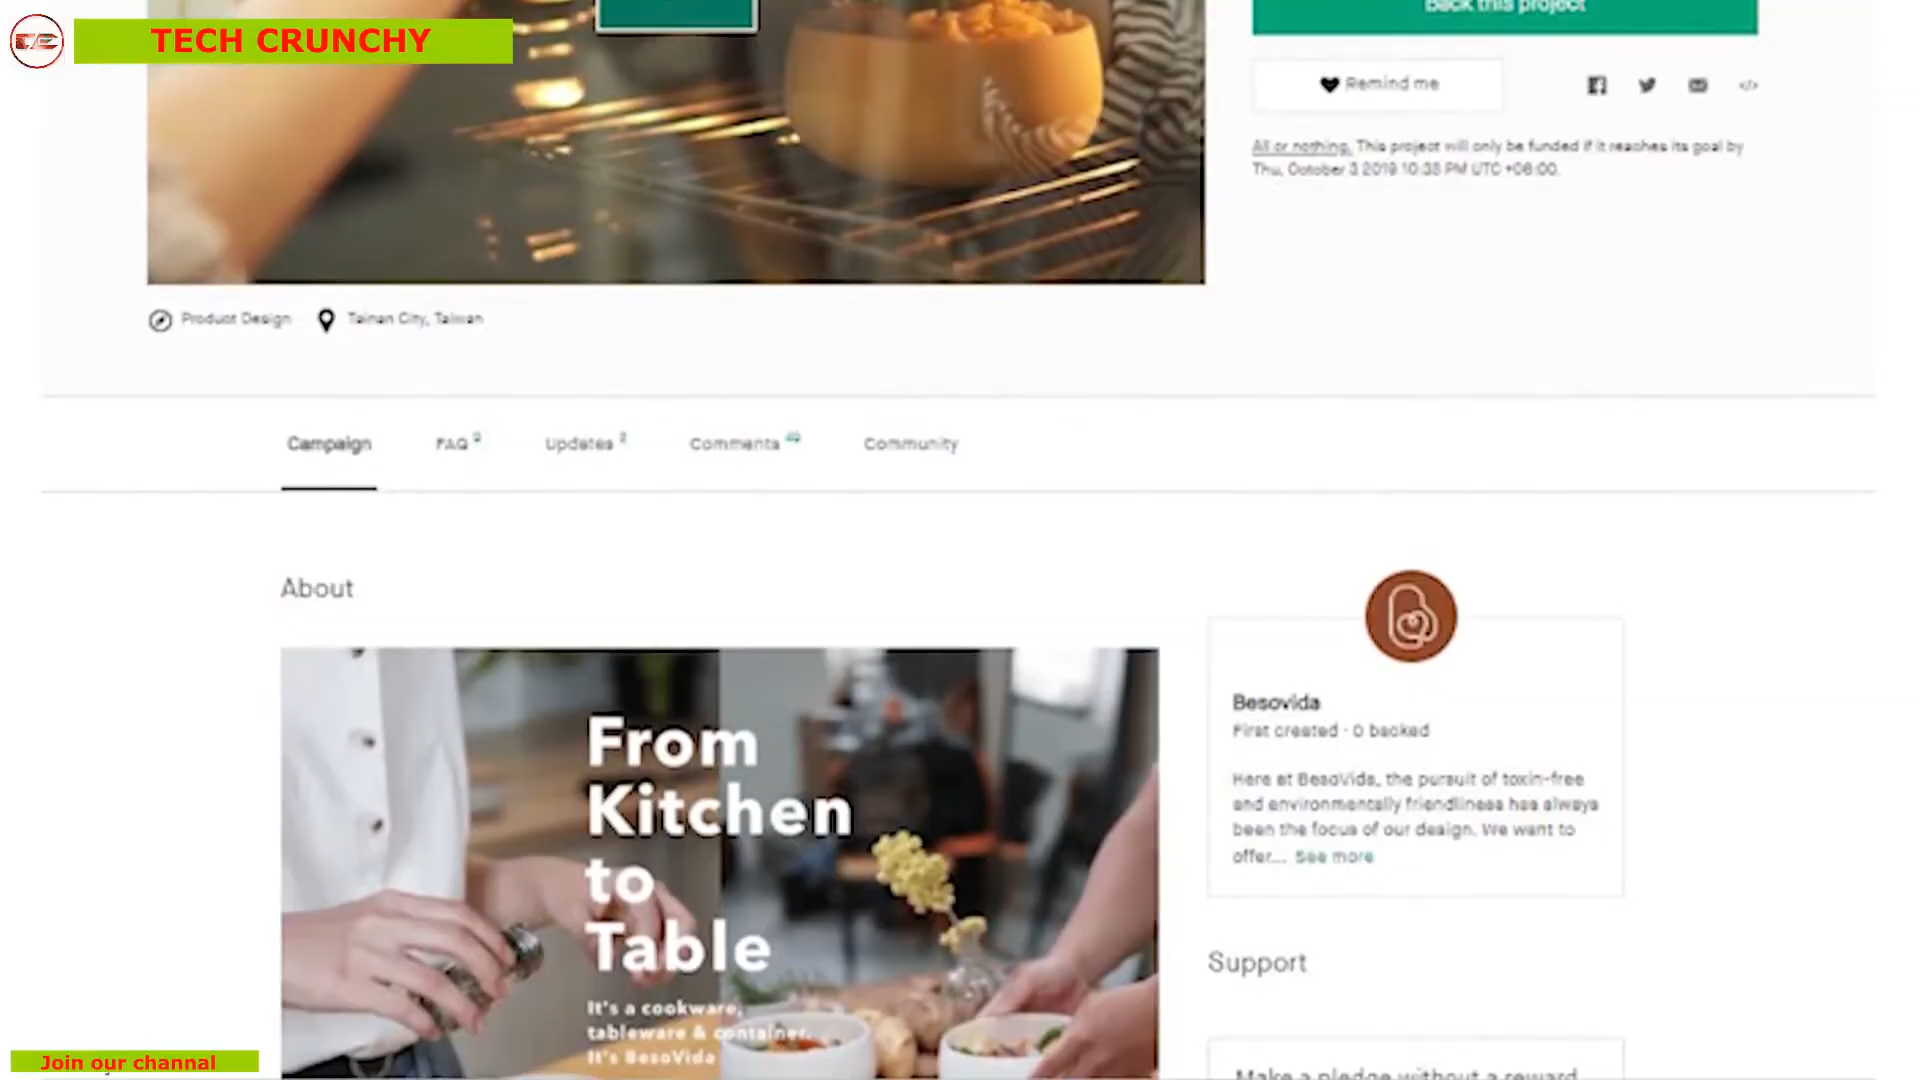 TECH CRUNCHY
Back this project
Remind me
All or nothing. This project will only be funded if it reaches its goal by
Thu, October 3 2019 10:35 PM UTC +08:00.
Product Design
Tainan City, Taiwan
Campaign
FAQ
Updates 2
Comments
Community
About
From
Kitchen
to
Table
It's a cookware,
tableware & container.
It's BesoVida
Besovida
First created · 0 backed
Here at BesoVida, the pursuit of toxin-free
and environmentally friendliness has always
been the focus of our design. We want to
offer... See more
Support
Make a pledge without a reward
Join our channal